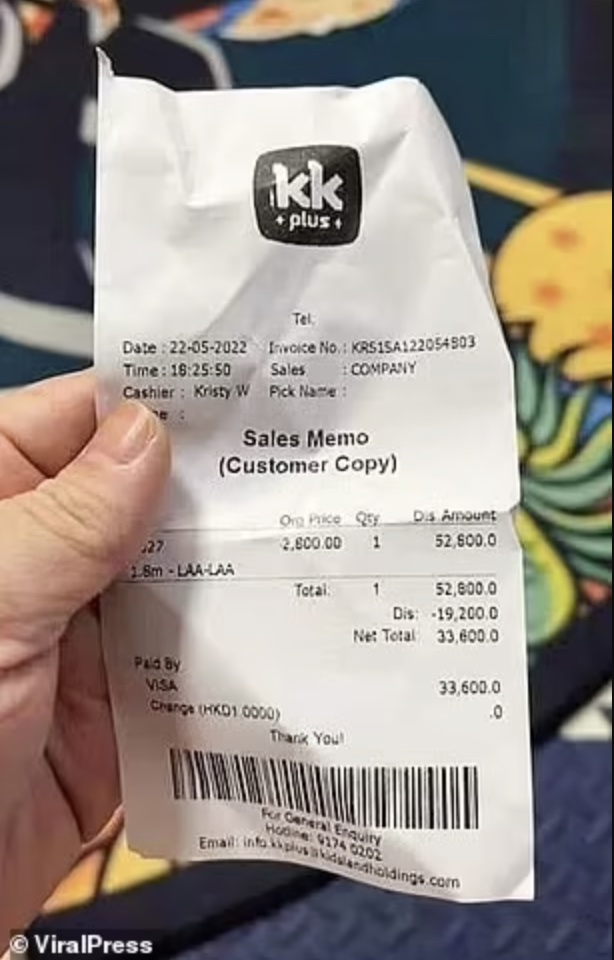 kk
plus
Tel:
Date : 22-05-2022 Invoice No.: KRS1SA122054803
Time : 18:25:50 Sales : COMPANY
Cashier : Kristy W Pick Name :
:
Sales Memo
(Customer Copy)
Org Price Qty Dis Amount
27 2,800.00 1 52,800.0
1.8m - LAA-LAA
Total: 1 52,800.0
Dis: -19,200.0
Net Total 33,600.0
Paid By
VISA 33,600.0
Change (HKD1.0000) .0
Thank You!
For General Enquiry
Hotline: 9174 0202
Email: info.kkplus@kidslandholdings.com
© ViralPress